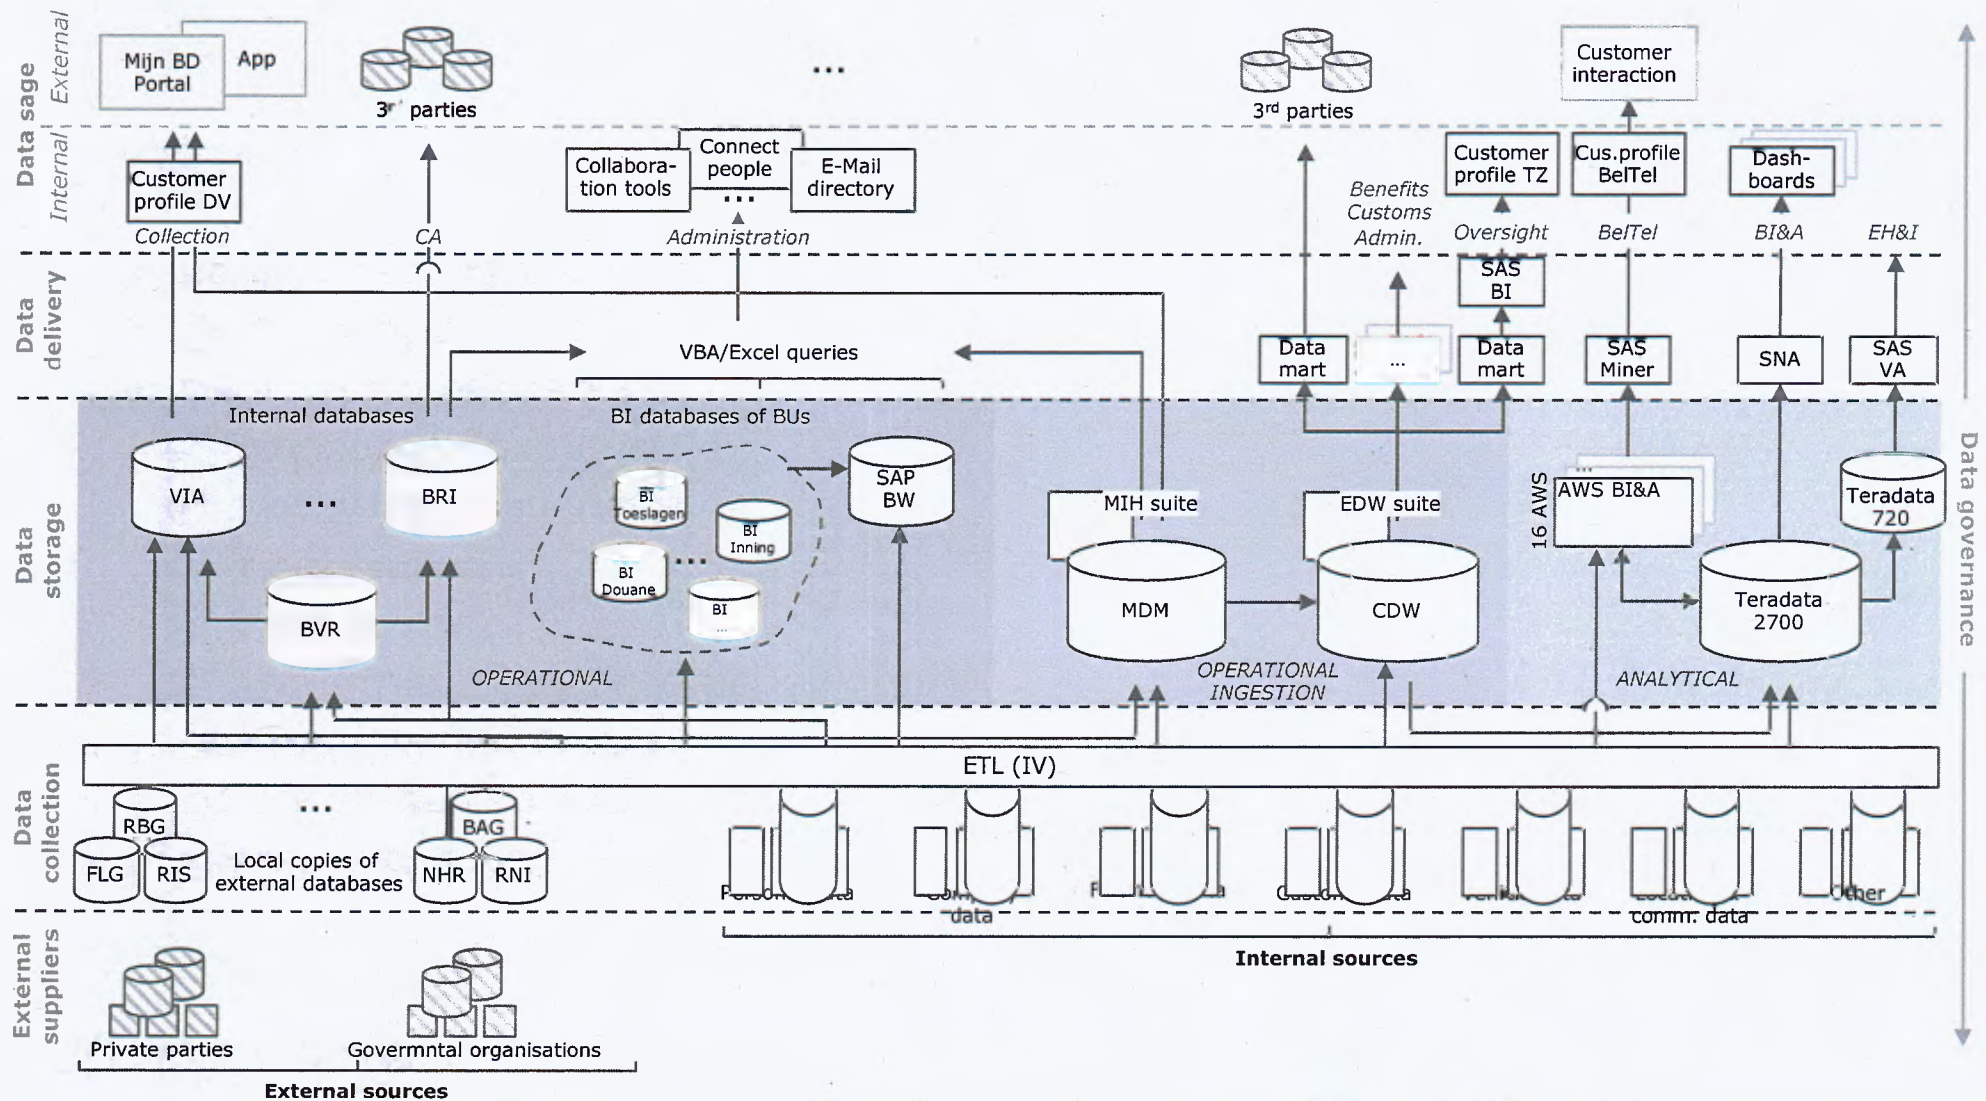 Data sage
External
Internal
Mijn BD
Portal
App
parties
...
3rd parties
Customer
interaction
Customer
profile DV
Collabora-
tion tools
Connect
people
...
E-Mail
directory
Customer
profile TZ
Cus.profile
BelTel
Dash-
boards
Collection
CA
Administration
Benefits
Customs
Admin.
Oversight
BelTel
BI&A
EH&I
Data
delivery
VBA/Excel queries
SAS
BI
Data
mart
...
Data
mart
SAS
Miner
SNA
SAS
VA
Data
storage
Internal databases
BI databases of BUs
VIA
...
BRI
BVR
BI
Toeslagen
BI
Inning
BI
Douane
...
BI
...
SAP
BW
MIH suite
MDM
EDW suite
CDW
16 AWS
...
AWS BI&A
Teradata
2700
Teradata
720
OPERATIONAL
OPERATIONAL
INGESTION
ANALYTICAL
Data governance
Data
collection
ETL (IV)
RBG
FLG
RIS
...
Local copies of
external databases
BAG
NHR
RNI
data
comm. data
Other
Internal sources
External
suppliers
Private parties
Govermntal organisations
External sources